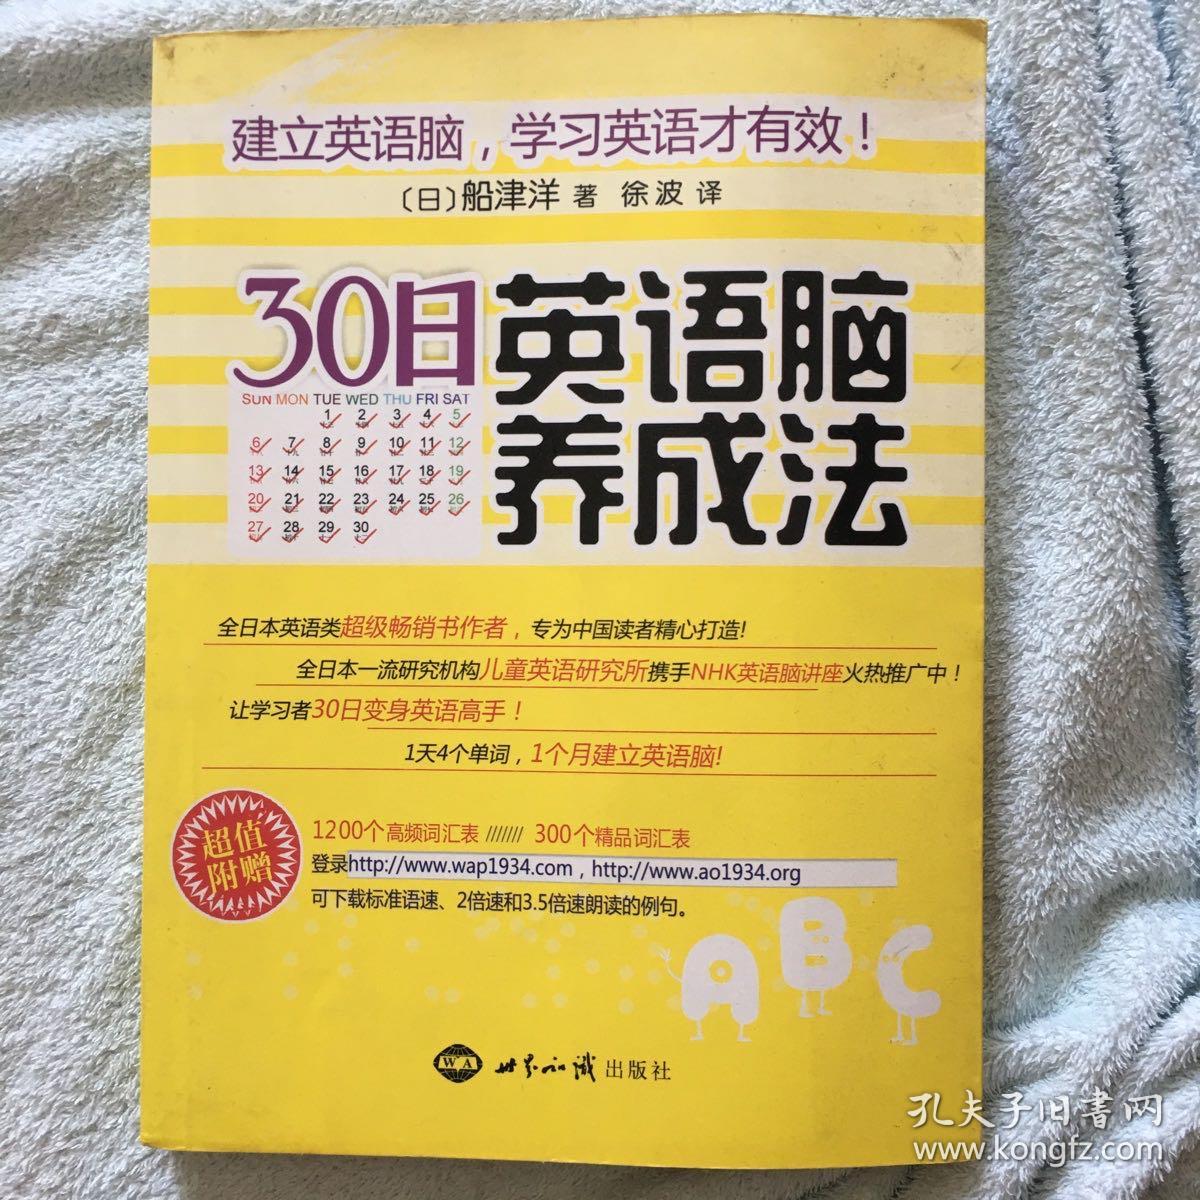 建立英语脑，学习英语才有效！
〔日〕船津洋 著 徐波 译
30日
英语脑
养成法
SUN MON TUE WED THU FRI SAT
1 2 3 4 5
6 7 8 9 10 11 12
13 14 15 16 17 18 19
20 21 22 23 24 25 26
27 28 29 30
全日本英语类超级畅销书作者，专为中国读者精心打造!
全日本一流研究机构儿童英语研究所携手NHK英语脑讲座火热推广中！
让学习者30日变身英语高手！
1天4个单词，1个月建立英语脑!
超值
附赠
1200个高频词汇表 /////// 300个精品词汇表
登录http://www.wap1934.com，http://www.ao1934.org
可下载标准语速、2倍速和3.5倍速朗读的例句。
ABC
WA 世界知识出版社
孔夫子旧书网
www.kongfz.com